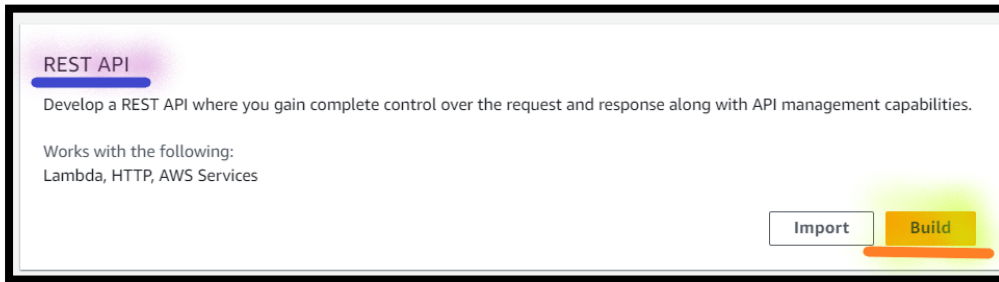 REST API
Develop a REST API where you gain complete control over the request and response along with API management capabilities.
Works with the following:
Lambda, HTTP, AWS Services
Import Build